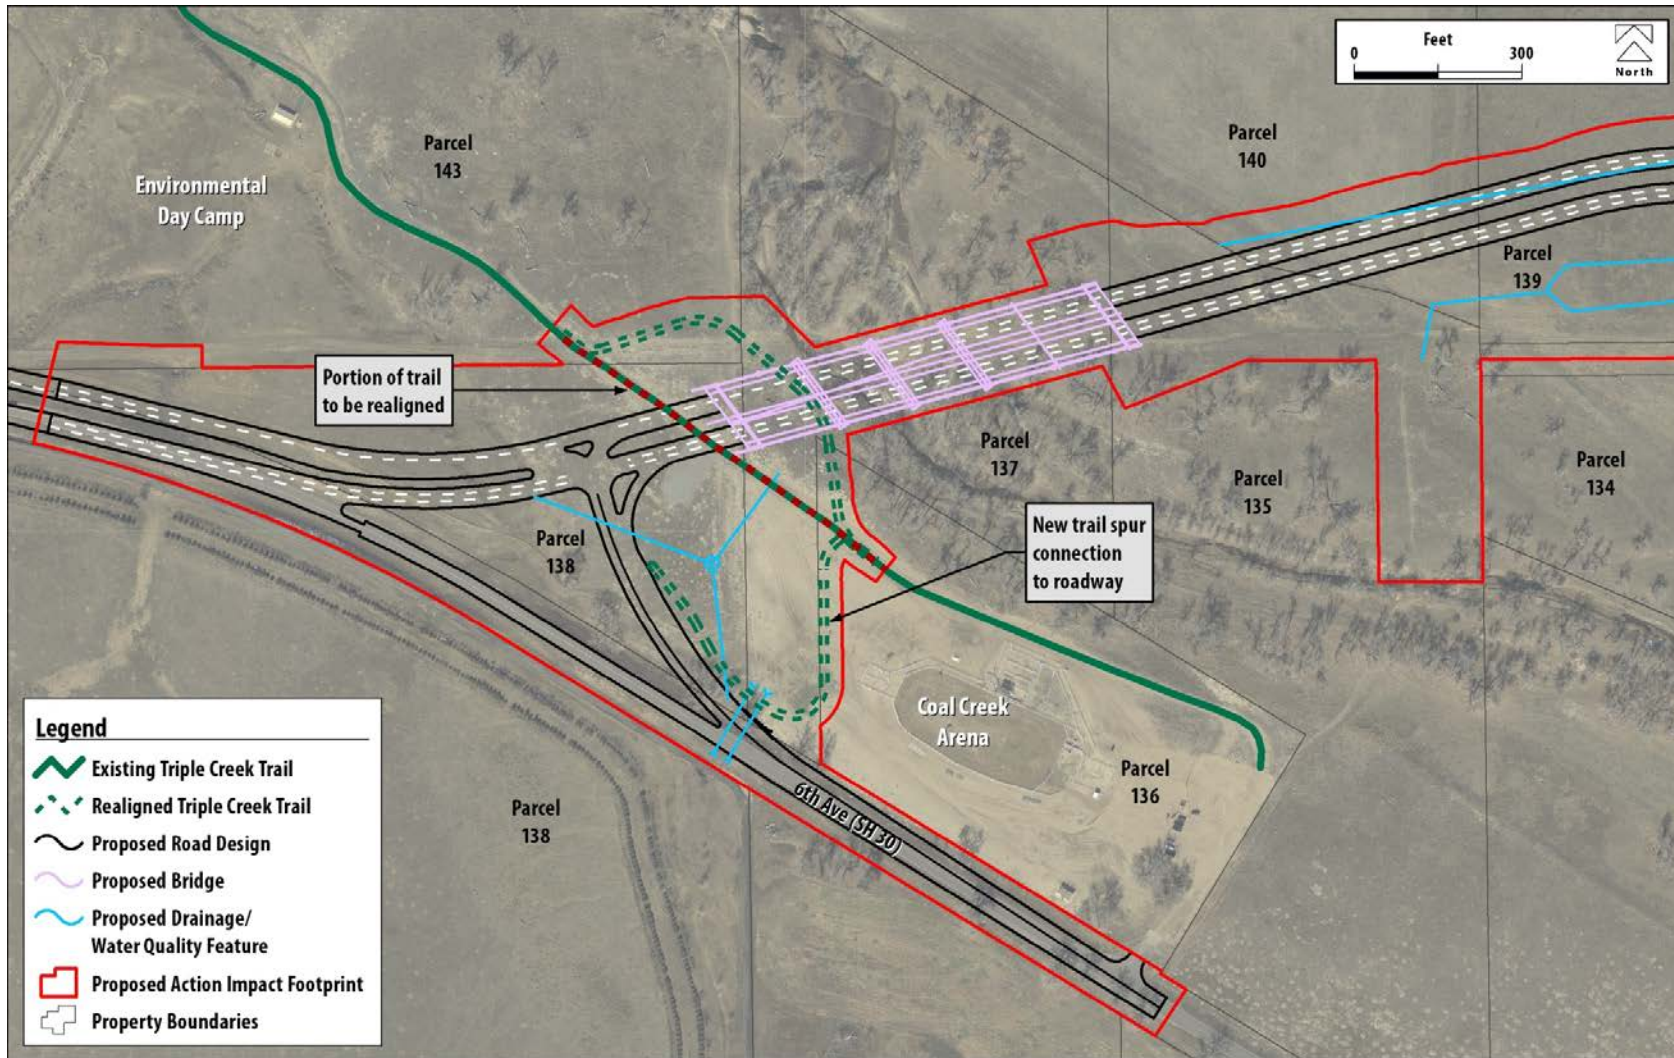 Feet
0 300
North
Parcel
143
Parcel
140
Environmental
Day Camp
Parcel
139
Portion of trail
to be realigned
Parcel
137
Parcel
135
Parcel
134
New trail spur
connection
to roadway
Parcel
138
Coal Creek
Arena
Parcel
136
6th Ave (SH 30)
Parcel
138
Legend
Existing Triple Creek Trail
Realigned Triple Creek Trail
Proposed Road Design
Proposed Bridge
Proposed Drainage/
Water Quality Feature
Proposed Action Impact Footprint
Property Boundaries